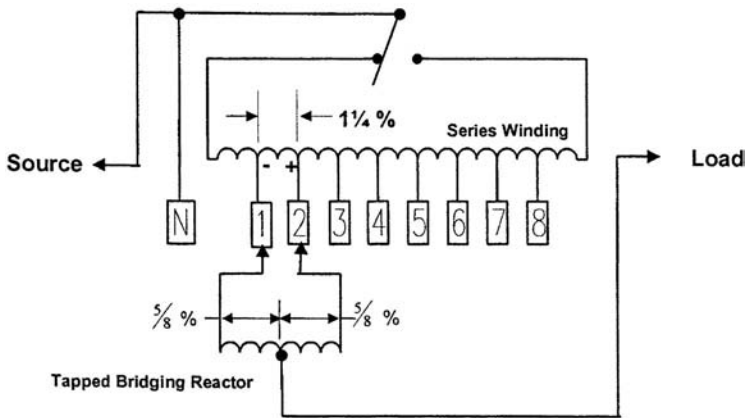 1¼ %
Series Winding
Source
Load
- +
N 1 2 3 4 5 6 7 8
⅝ % ⅝ %
Tapped Bridging Reactor